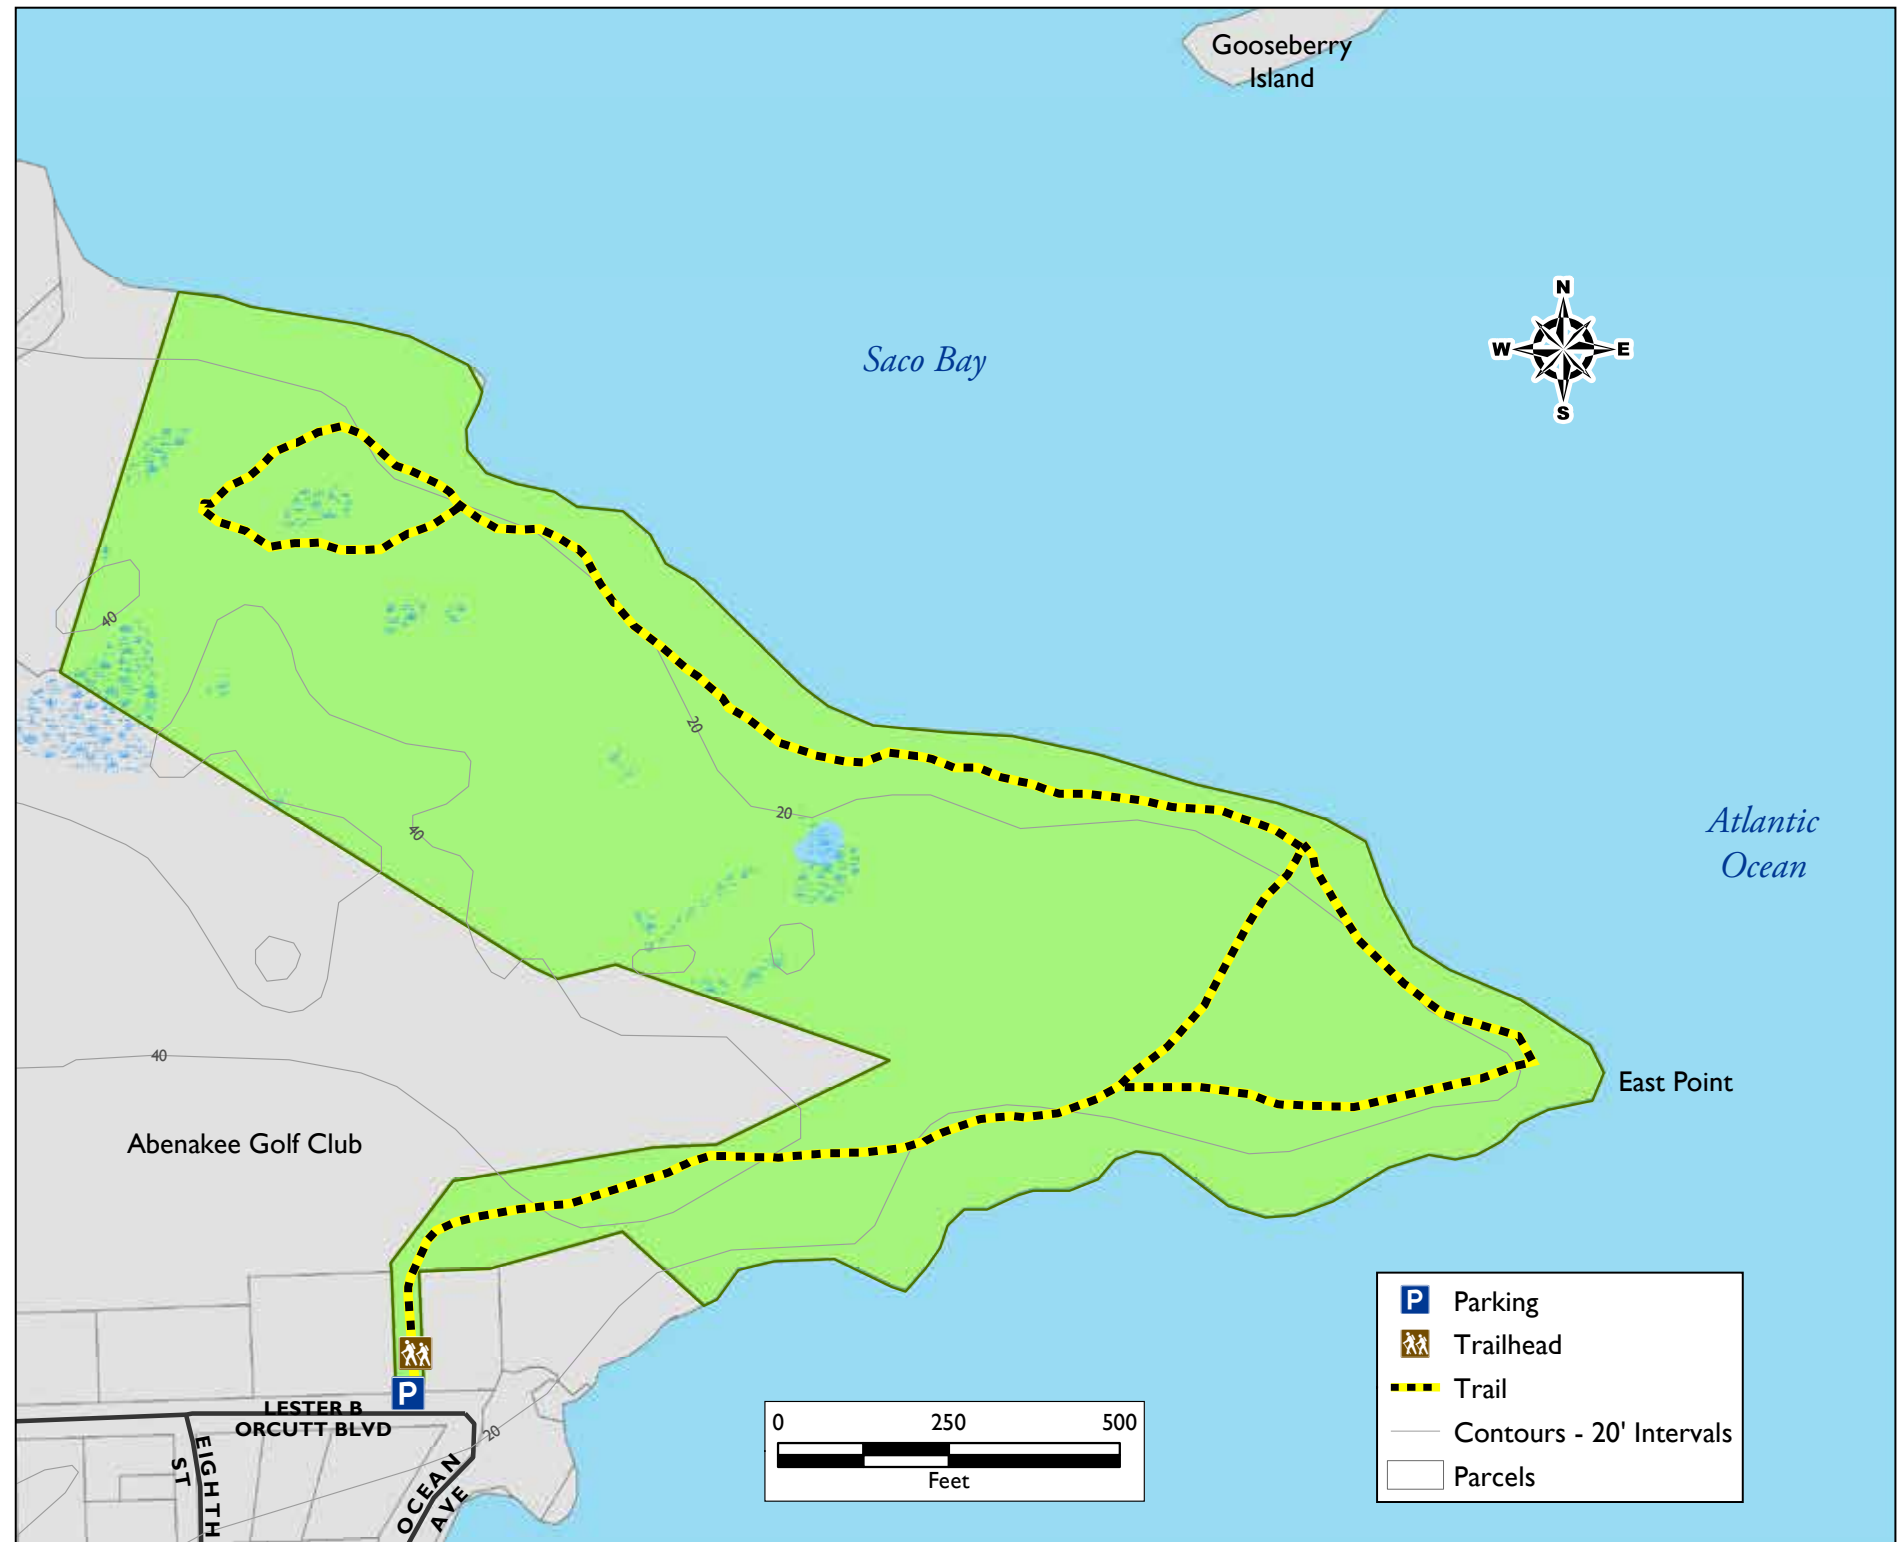 Gooseberry
Island
N
W E
S
Saco Bay
40
20
20
40
Atlantic
Ocean
40
East Point
Abenakee Golf Club
P
LESTER B
ORCUTT BLVD
EIGHTH
ST
OCEAN
AVE
20
0 250 500
Feet
P Parking
Trailhead
Trail
Contours - 20' Intervals
Parcels